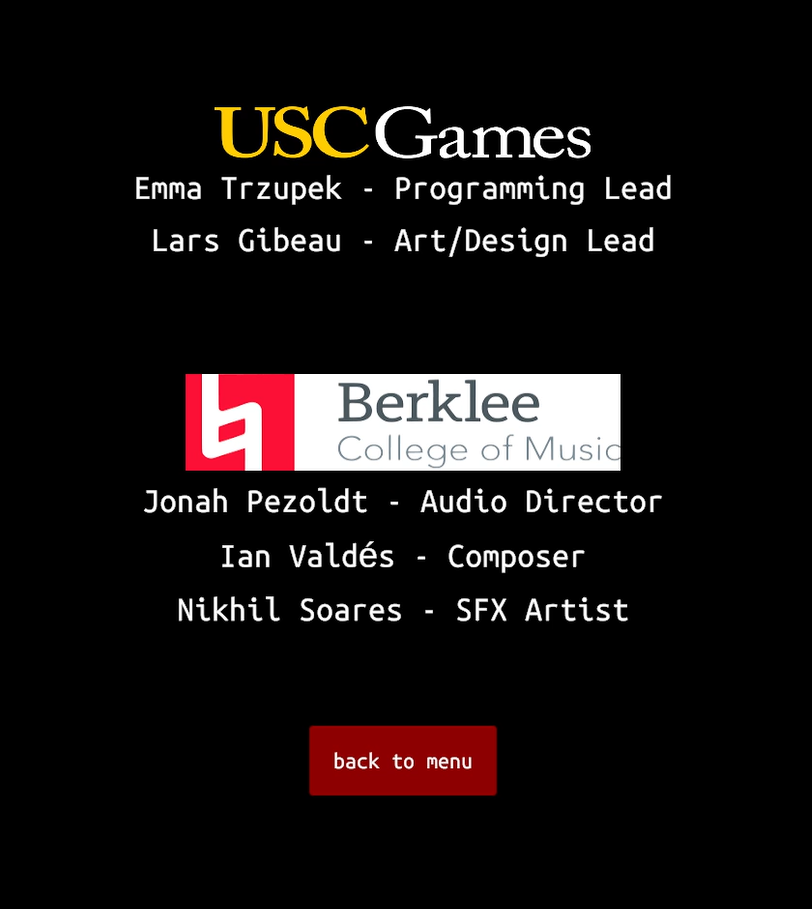 USC Games
Emma Trzupek - Programming Lead
Lars Gibeau - Art/Design Lead
Berklee
College of Music
Jonah Pezoldt - Audio Director
Ian Valdés - Composer
Nikhil Soares - SFX Artist
back to menu